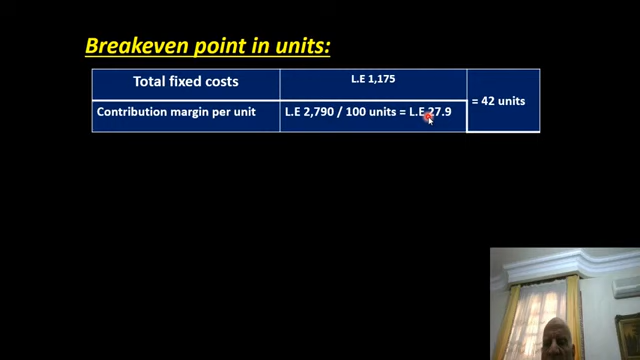 Breakeven point in units:
Total fixed costs L.E 1,175
= 42 units
Contribution margin per unit L.E 2,790 / 100 units = L.E 27.9